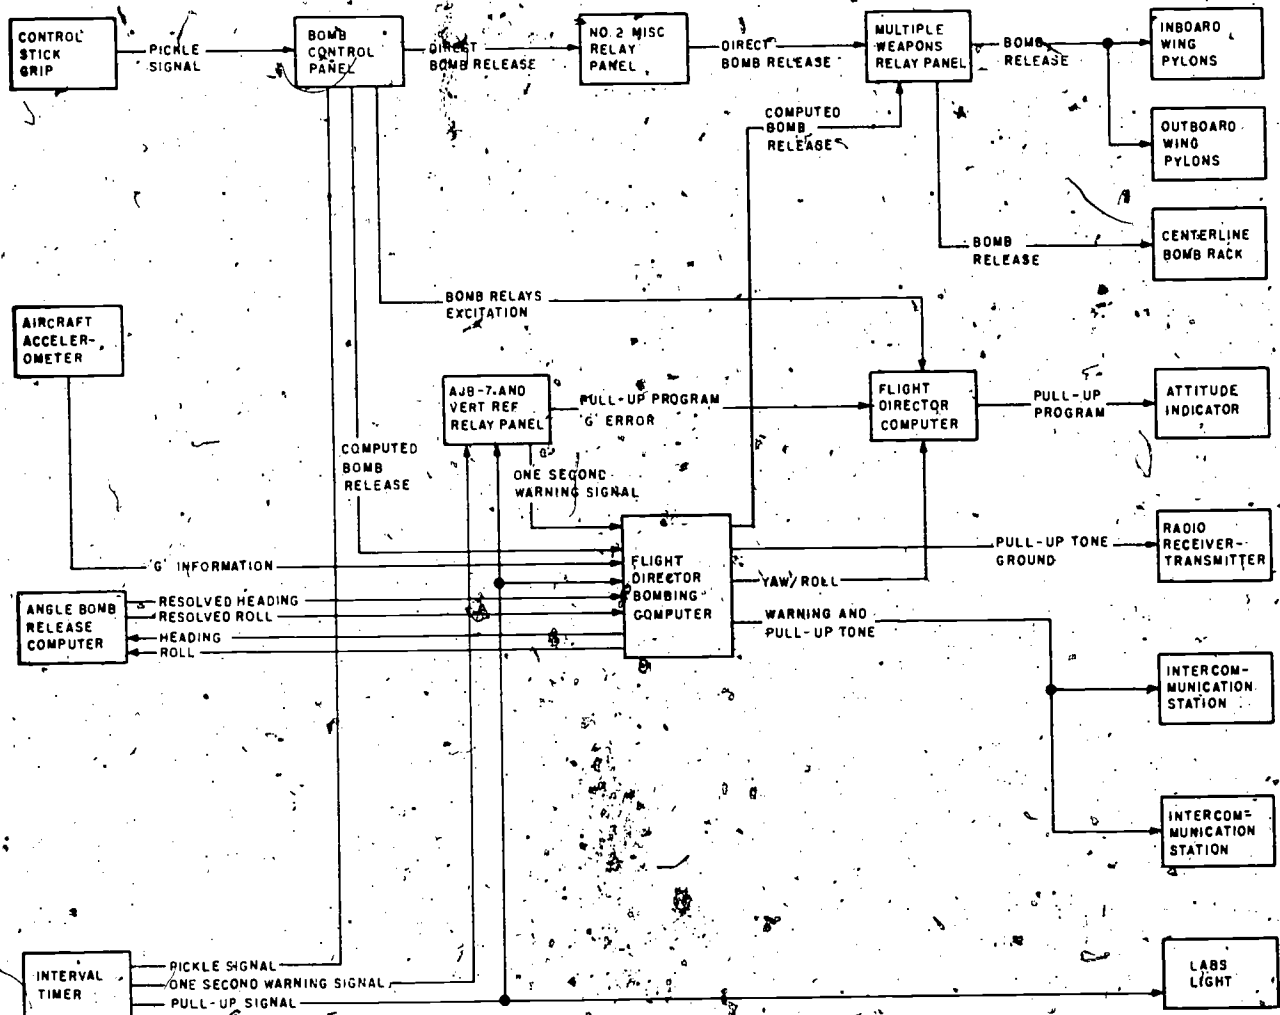 CONTROL
STICK
GRIP
PICKLE
SIGNAL
BOMB
CONTROL
PANEL
DIRECT
BOMB RELEASE
NO. 2 MISC
RELAY
PANEL
DIRECT
BOMB RELEASE
MULTIPLE
WEAPONS
RELAY PANEL
BOMB
RELEASE
INBOARD
WING
PYLONS
OUTBOARD
WING
PYLONS
COMPUTED
BOMB
RELEASE
BOMB
RELEASE
CENTERLINE
BOMB RACK
BOMB RELAYS
EXCITATION
AIRCRAFT
ACCELER-
OMETER
AJB-7 AND
VERT REF
RELAY PANEL
PULL-UP PROGRAM
'G' ERROR
FLIGHT
DIRECTOR
COMPUTER
PULL-UP
PROGRAM
ATTITUDE
INDICATOR
COMPUTED
BOMB
RELEASE
ONE SECOND
WARNING SIGNAL
'G' INFORMATION
FLIGHT
DIRECTOR
BOMBING
COMPUTER
PULL-UP TONE
GROUND
RADIO
RECEIVER-
TRANSMITTER
YAW/ROLL
ANGLE BOMB
RELEASE
COMPUTER
RESOLVED HEADING
RESOLVED ROLL
HEADING
ROLL
WARNING AND
PULL-UP TONE
INTERCOM-
MUNICATION
STATION
INTERCOM-
MUNICATION
STATION
INTERVAL
TIMER
PICKLE SIGNAL
ONE SECOND WARNING SIGNAL
PULL-UP SIGNAL
LABS
LIGHT